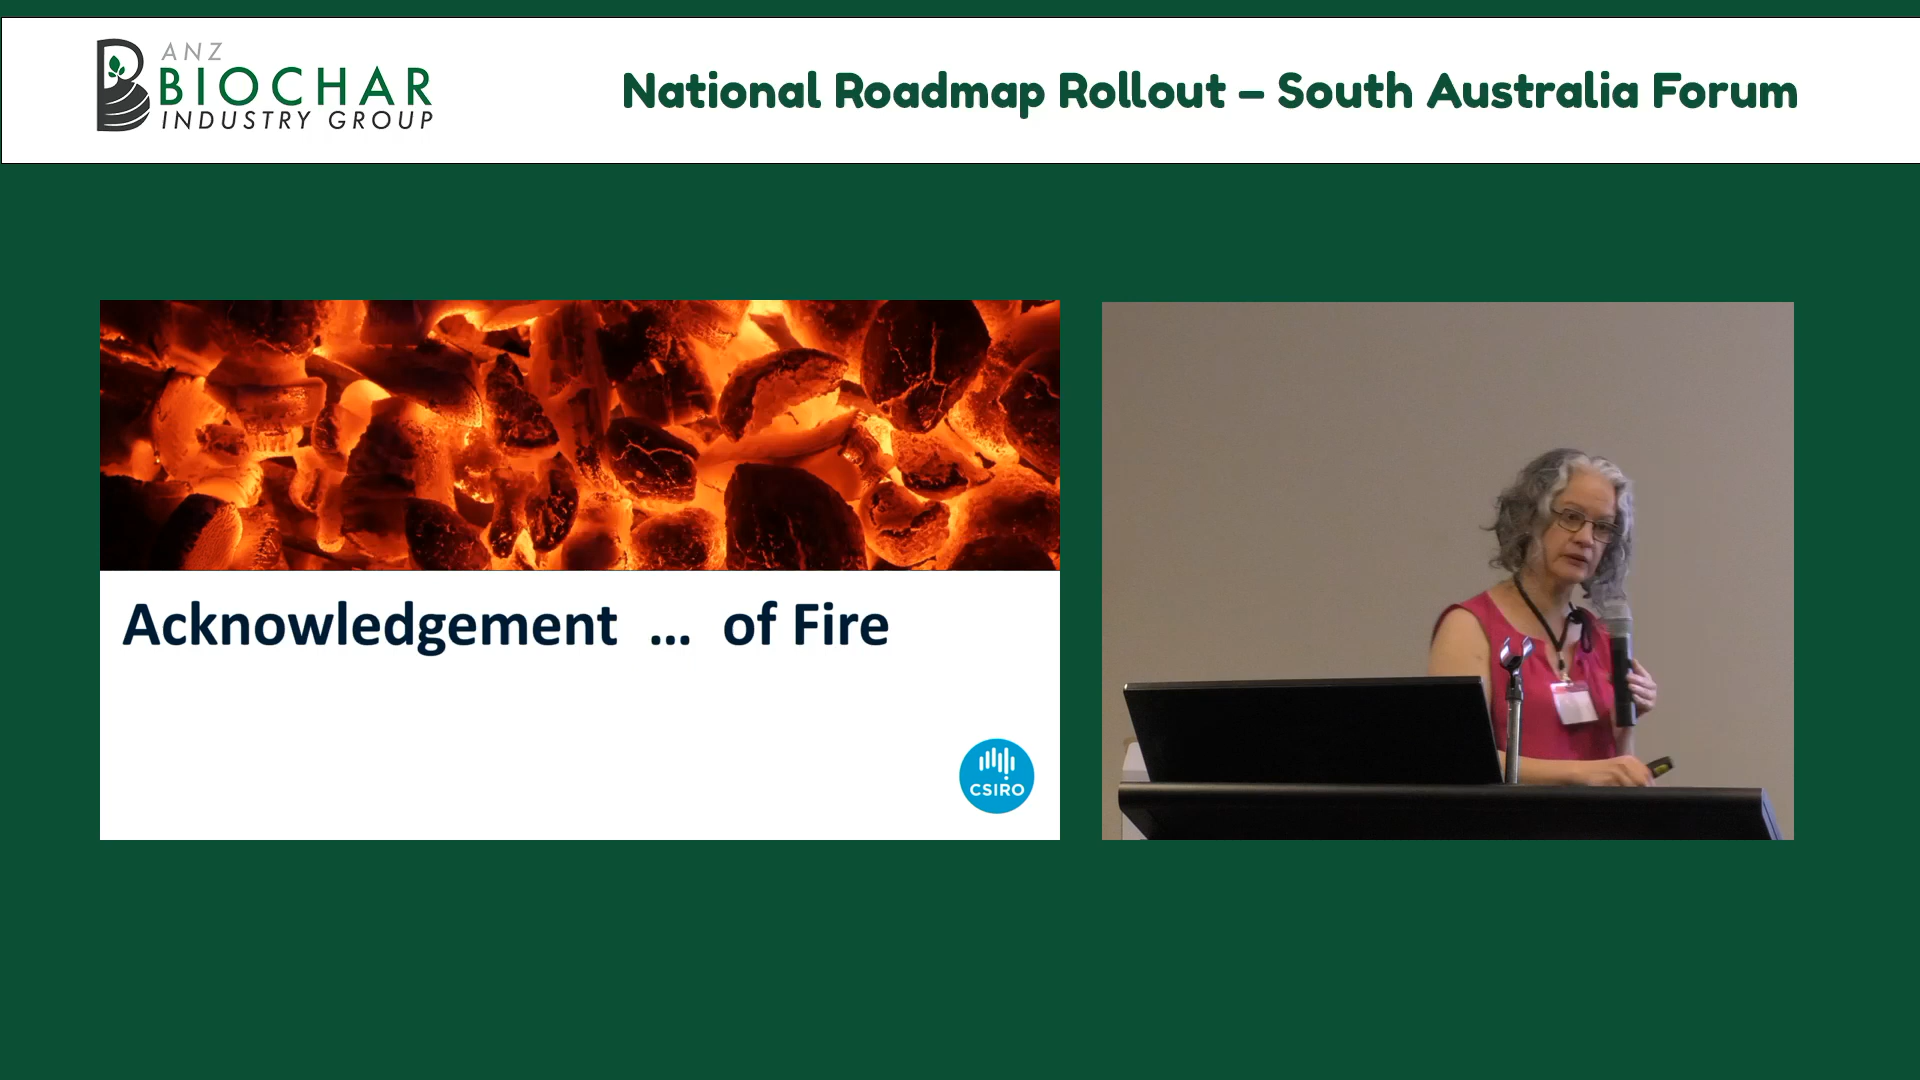 ANZ
BIOCHAR
INDUSTRY GROUP
National Roadmap Rollout – South Australia Forum
Acknowledgement ... of Fire
CSIRO